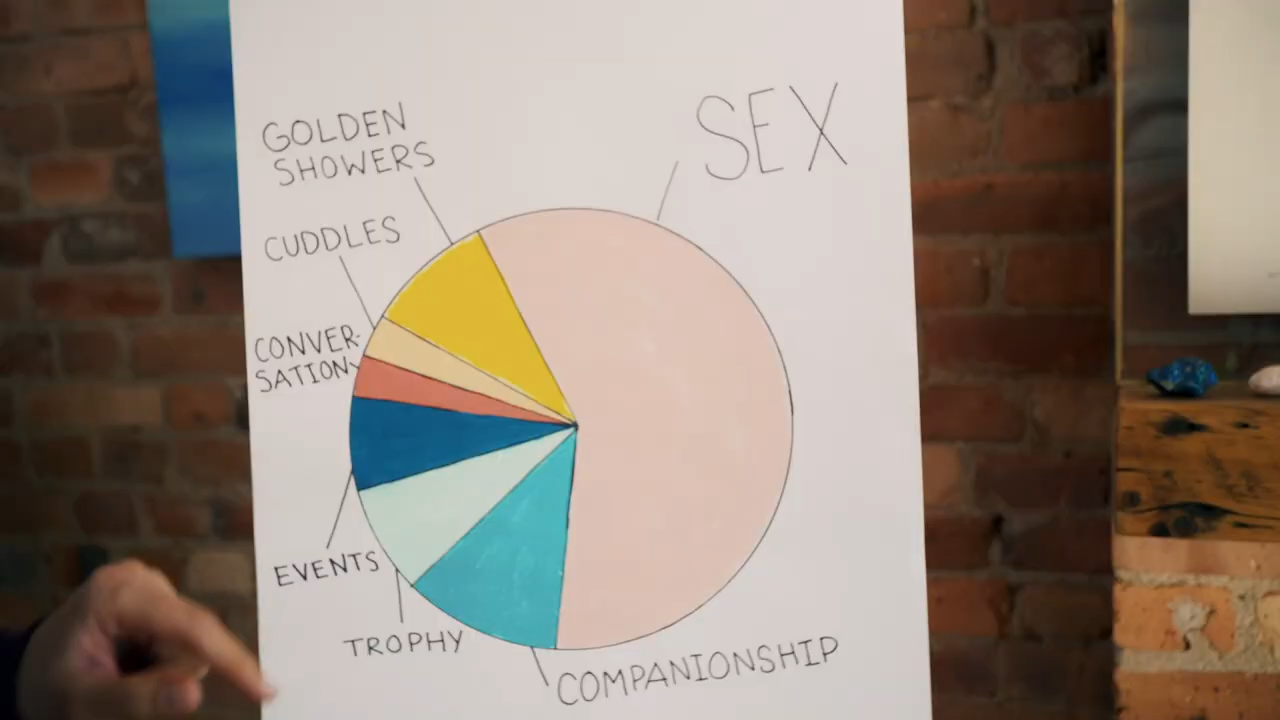 GOLDEN
SHOWERS
SEX
CUDDLES
CONVER-
SATION
EVENTS
TROPHY
COMPANIONSHIP